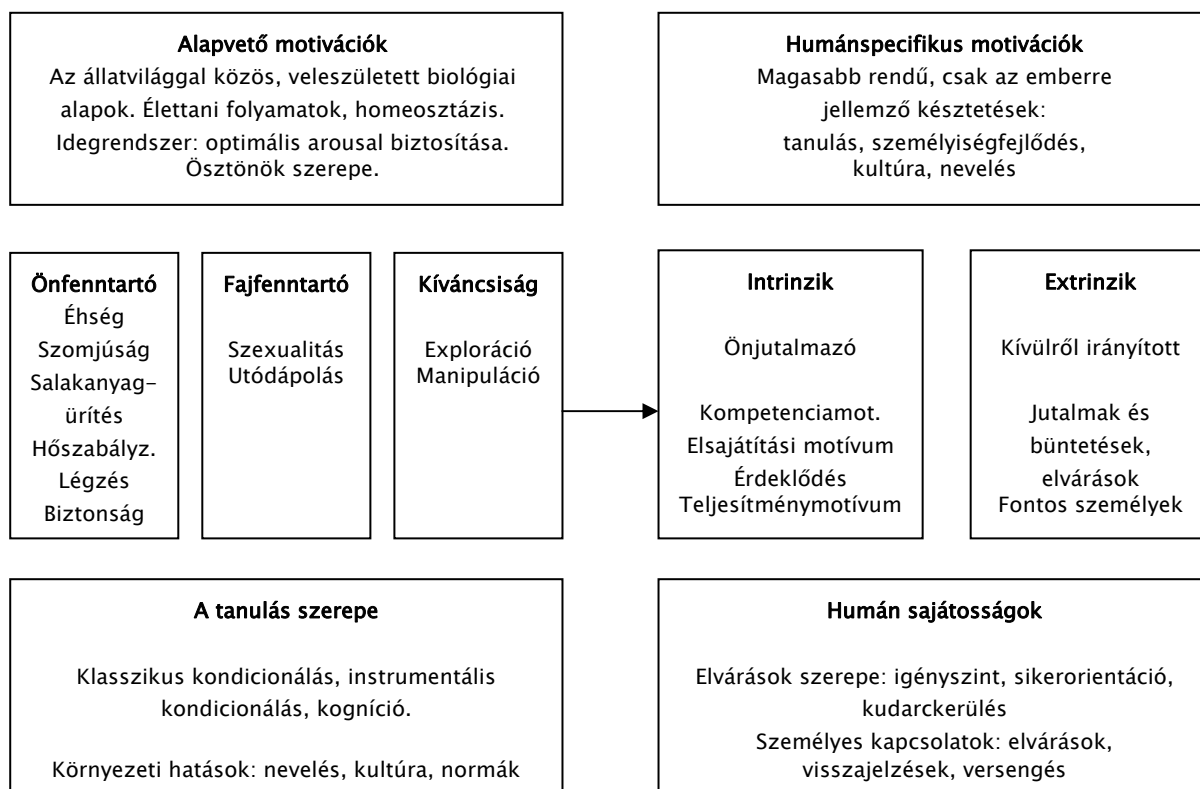 Alapvető motivációk
Az állatvilággal közös, veleszületett biológiai
alapok. Élettani folyamatok, homeosztázis.
Idegrendszer: optimális arousal biztosítása.
Ösztönök szerepe.
Humánspecifikus motivációk
Magasabb rendű, csak az emberre
jellemző késztetések:
tanulás, személyiségfejlődés,
kultúra, nevelés
Önfenntartó
Éhség
Szomjúság
Salakanyag-
ürítés
Hőszabályz.
Légzés
Biztonság
Fajfenntartó
Szexualitás
Utódápolás
Kíváncsiság
Exploráció
Manipuláció
Intrinzik
Önjutalmazó
Kompetenciamot.
Elsajátítási motívum
Érdeklődés
Teljesítménymotívum
Extrinzik
Kívülről irányított
Jutalmak és
büntetések,
elvárások
Fontos személyek
A tanulás szerepe
Klasszikus kondicionálás, instrumentális
kondicionálás, kogníció.
Környezeti hatások: nevelés, kultúra, normák
Humán sajátosságok
Elvárások szerepe: igényszint, sikerorientáció,
kudarckerülés
Személyes kapcsolatok: elvárások,
visszajelzések, versengés